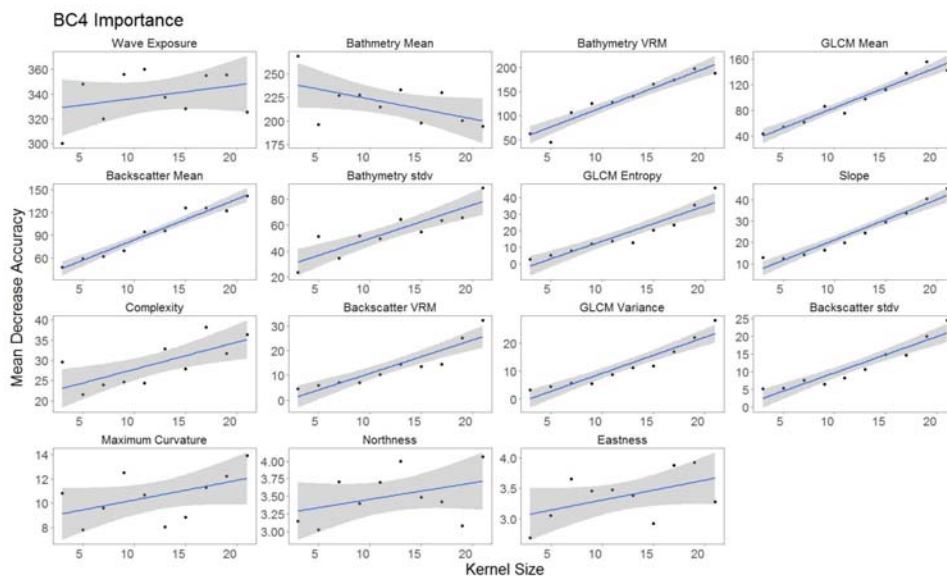 BC4 Importance
Wave Exposure Bathmetry Mean Bathymetry VRM GLCM Mean
360
340
320
300
5 10 15 20
250
225
200
175
5 10 15 20
200
150
100
50
5 10 15 20
160
120
80
40
5 10 15 20
Backscatter Mean Bathymetry stdv GLCM Entropy Slope
150
120
90
60
5 10 15 20
80
60
40
20
5 10 15 20
40
20
10
0
5 10 15 20
40
30
20
10
5 10 15 20
Mean Decrease Accuracy
Complexity Backscatter VRM GLCM Variance Backscatter stdv
40
35
30
25
20
5 10 15 20
30
20
10
0
5 10 15 20
20
10
0
5 10 15 20
25
20
15
10
5
0
5 10 15 20
Maximum Curvature Northness Eastness
14
12
10
8
5 10 15 20
4.00
3.75
3.50
3.25
3.00
5 10 15 20
4.0
3.5
3.0
5 10 15 20
Kernel Size